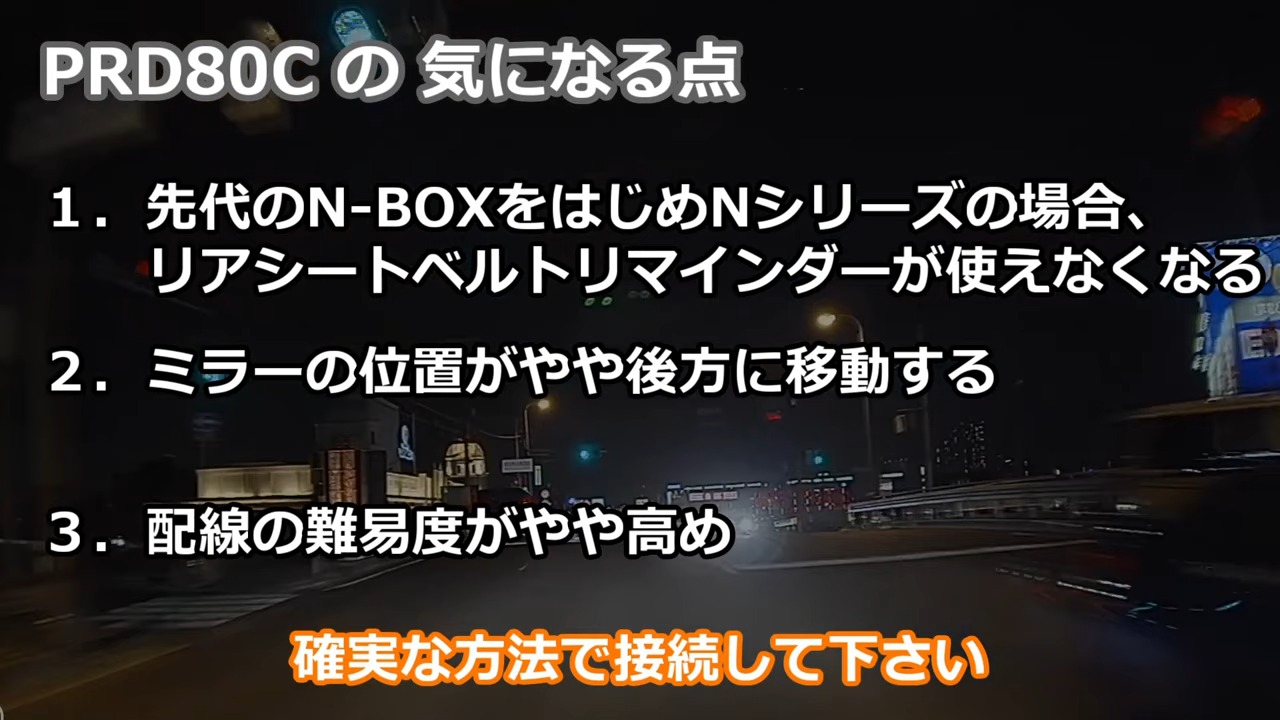 PRD80C の 気になる点
１．先代のN-BOXをはじめNシリーズの場合、
リアシートベルトリマインダーが使えなくなる
２．ミラーの位置がやや後方に移動する
３．配線の難易度がやや高め
確実な方法で接続して下さい